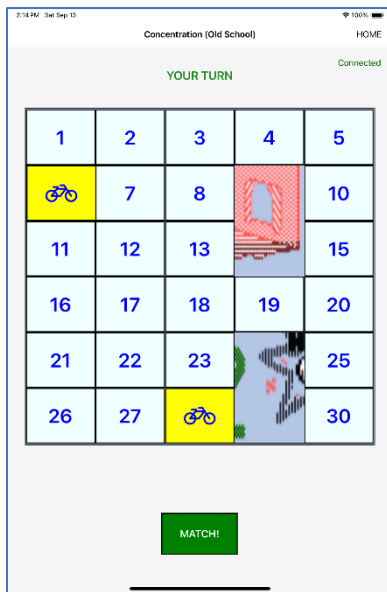 2:14 PM Sat Sep 13 100%
Concentration (Old School) HOME
Connected
YOUR TURN
1 2 3 4 5
7 8 10
11 12 13 15
16 17 18 19 20
21 22 23 25
26 27 30
MATCH!